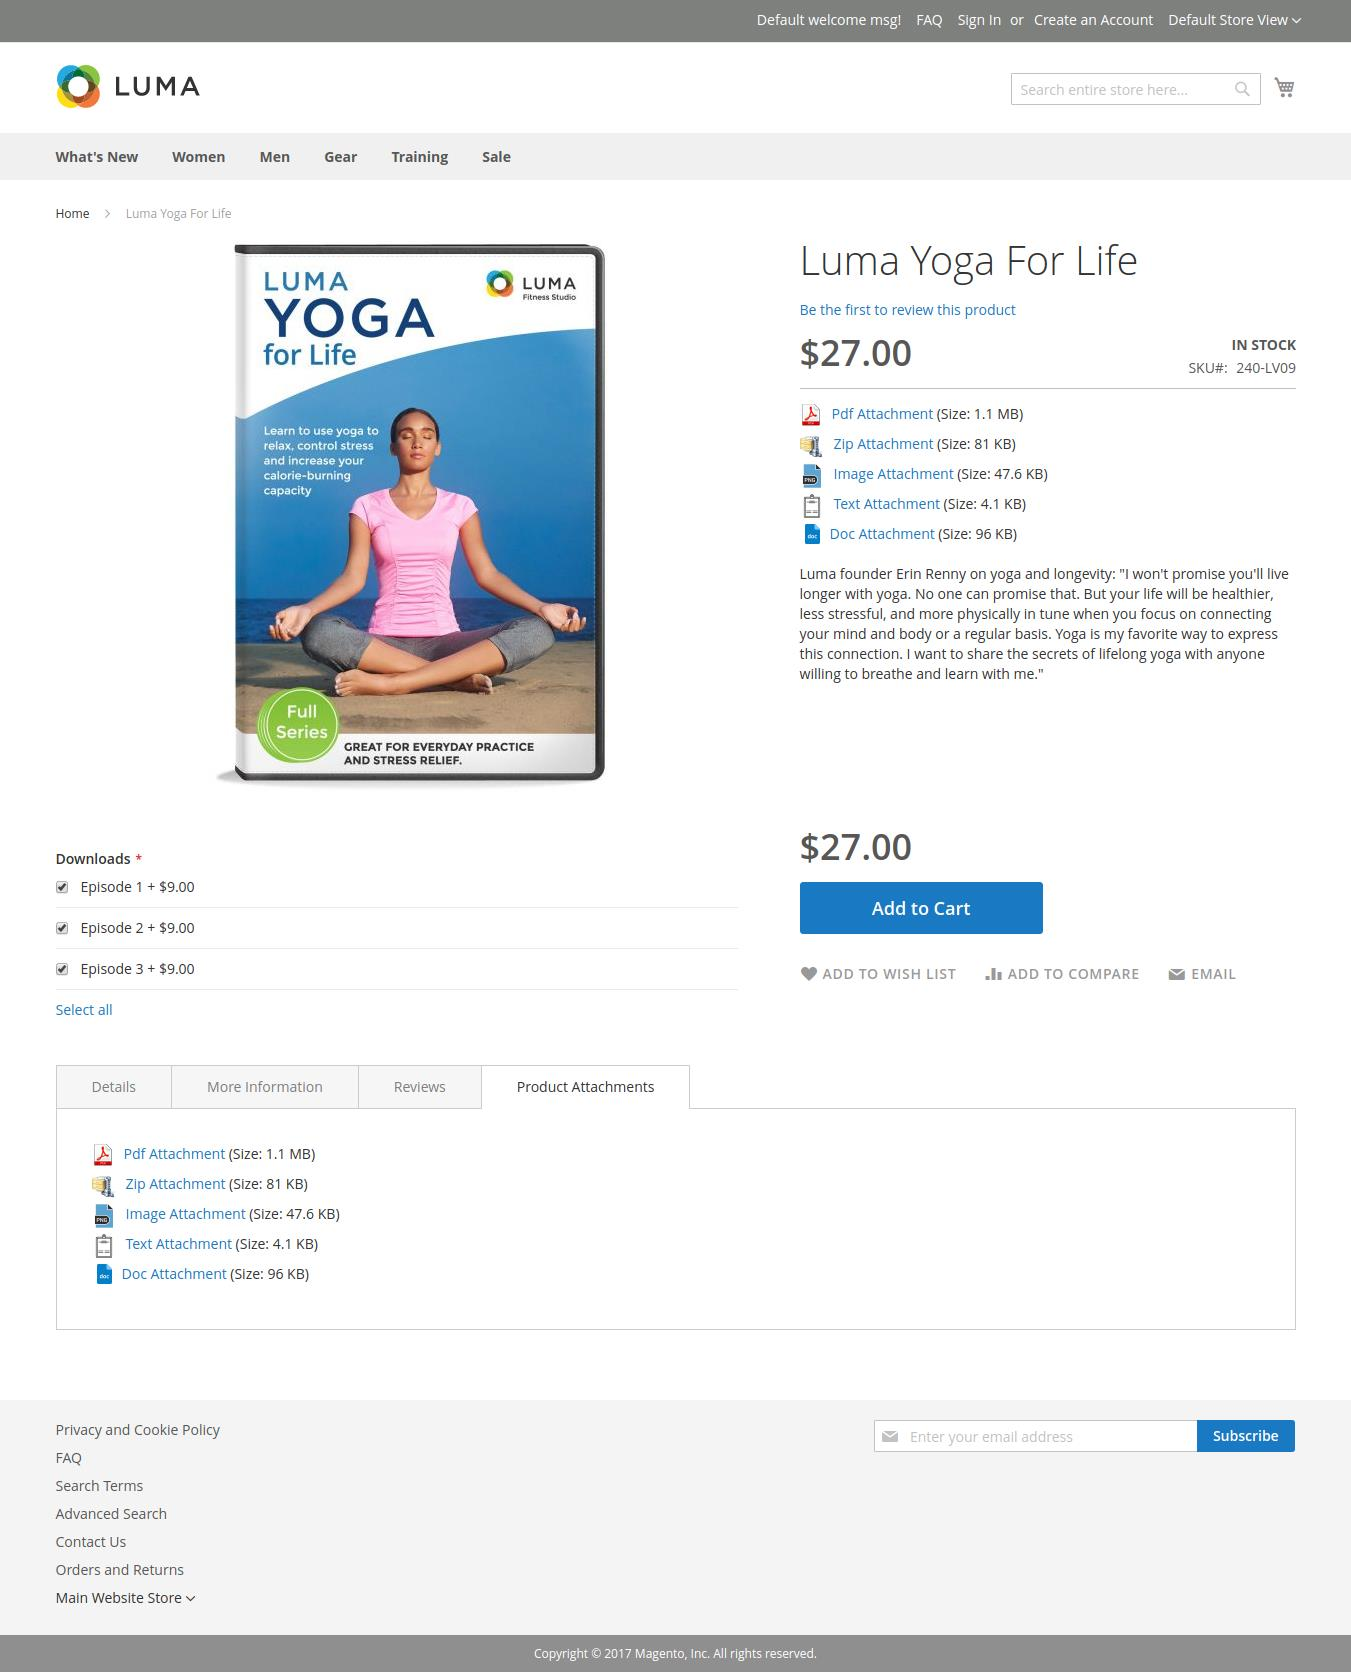 Default welcome msg! FAQ Sign In or Create an Account Default Store View
LUMA
Search entire store here...
What's New Women Men Gear Training Sale
Home Luma Yoga For Life
LUMA
YOGA
for Life
LUMA
Fitness Studio
Learn to use yoga to
relax, control stress
and increase your
calorie-burning
capacity
Full
Series
GREAT FOR EVERYDAY PRACTICE
AND STRESS RELIEF.
Luma Yoga For Life
Be the first to review this product
$27.00
IN STOCK
SKU#: 240-LV09
Pdf Attachment (Size: 1.1 MB)
Zip Attachment (Size: 81 KB)
PNG Image Attachment (Size: 47.6 KB)
Text Attachment (Size: 4.1 KB)
doc Doc Attachment (Size: 96 KB)
Luma founder Erin Renny on yoga and longevity: "I won't promise you'll live
longer with yoga. No one can promise that. But your life will be healthier,
less stressful, and more physically in tune when you focus on connecting
your mind and body or a regular basis. Yoga is my favorite way to express
this connection. I want to share the secrets of lifelong yoga with anyone
willing to breathe and learn with me."
Downloads *
Episode 1 + $9.00
Episode 2 + $9.00
Episode 3 + $9.00
Select all
$27.00
Add to Cart
ADD TO WISH LIST ADD TO COMPARE EMAIL
Details More Information Reviews Product Attachments
Pdf Attachment (Size: 1.1 MB)
Zip Attachment (Size: 81 KB)
PNG Image Attachment (Size: 47.6 KB)
Text Attachment (Size: 4.1 KB)
doc Doc Attachment (Size: 96 KB)
Privacy and Cookie Policy
FAQ
Search Terms
Advanced Search
Contact Us
Orders and Returns
Main Website Store
Enter your email address
Subscribe
Copyright © 2017 Magento, Inc. All rights reserved.